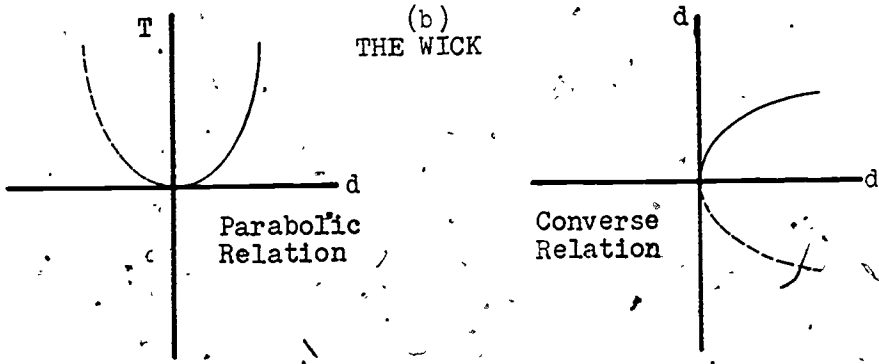 (b)
THE WICK
T
d
Parabolic
Relation
d
d
Converse
Relation